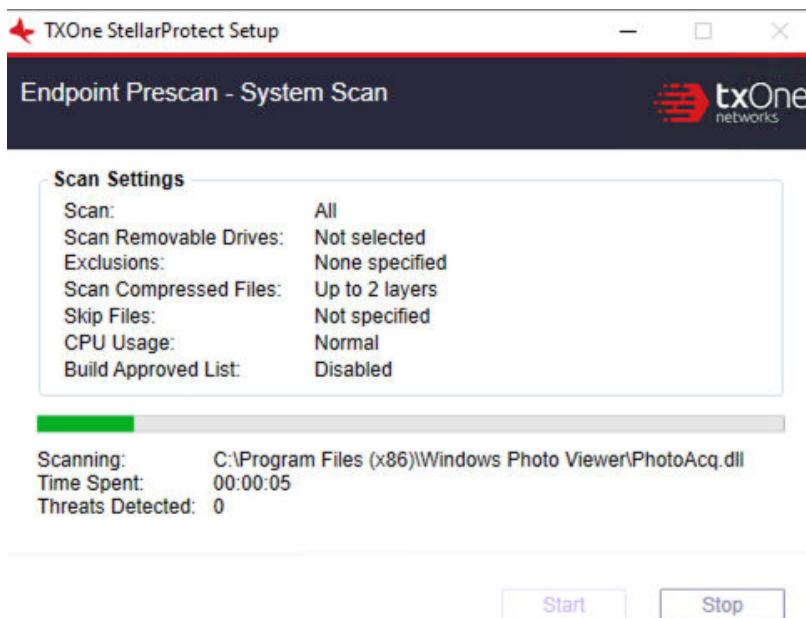 TXOne StellarProtect Setup
Endpoint Prescan - System Scan
txOne
networks
Scan Settings
Scan: All
Scan Removable Drives: Not selected
Exclusions: None specified
Scan Compressed Files: Up to 2 layers
Skip Files: Not specified
CPU Usage: Normal
Build Approved List: Disabled
Scanning: C:\Program Files (x86)\Windows Photo Viewer\PhotoAcq.dll
Time Spent: 00:00:05
Threats Detected: 0
Start Stop